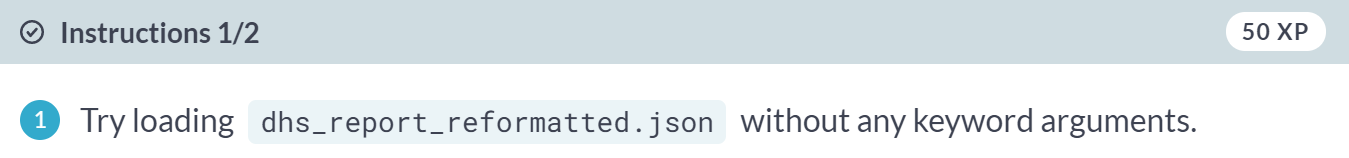 Instructions 1/2 50 XP
1 Try loading dhs_report_reformatted.json without any keyword arguments.